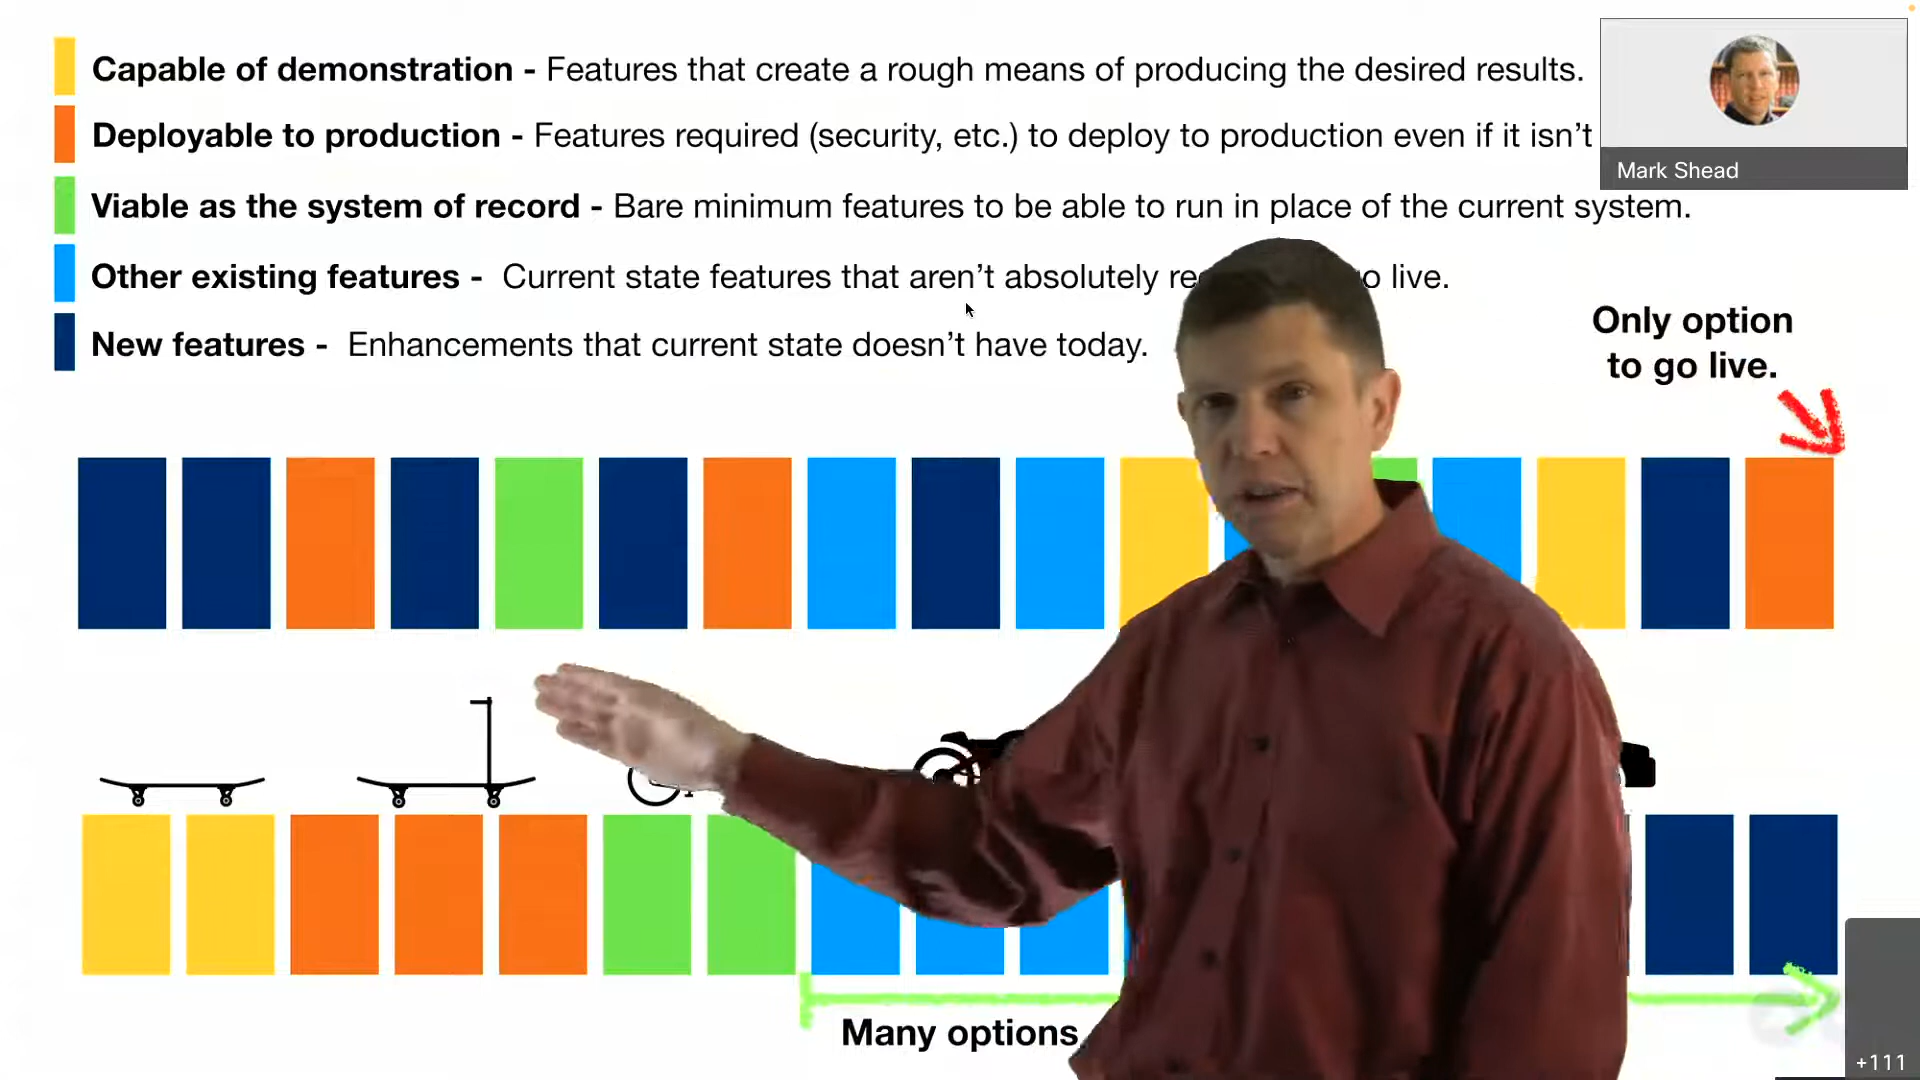 Capable of demonstration - Features that create a rough means of producing the desired results.
Deployable to production - Features required (security, etc.) to deploy to production even if it isn’t
Mark Shead
Viable as the system of record - Bare minimum features to be able to run in place of the current system.
Other existing features - Current state features that aren’t absolutely live.
New features - Enhancements that current state doesn’t have today.
Only option
to go live.
Many options
+111